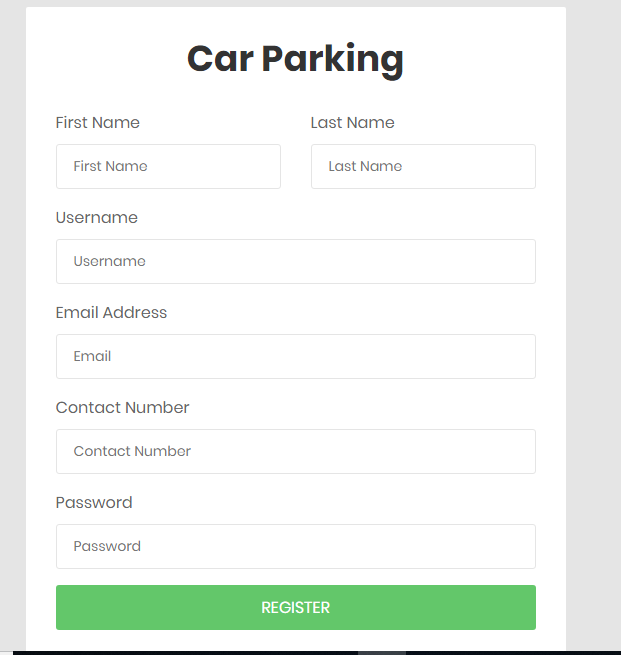 Car Parking
First Name Last Name
First Name Last Name
Username
Username
Email Address
Email
Contact Number
Contact Number
Password
Password
REGISTER